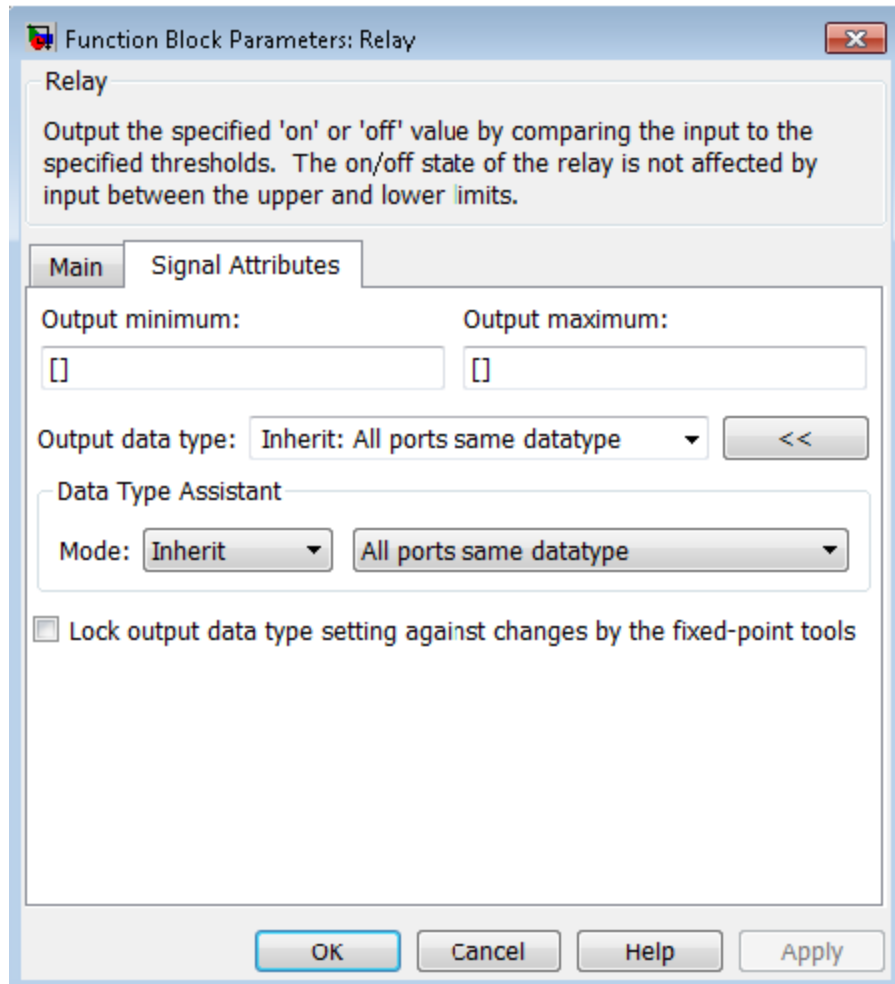 Function Block Parameters: Relay
Relay
Output the specified 'on' or 'off' value by comparing the input to the
specified thresholds.  The on/off state of the relay is not affected by
input between the upper and lower limits.
Main Signal Attributes
Output minimum: Output maximum:
[] []
Output data type: Inherit: All ports same datatype <<
Data Type Assistant
Mode: Inherit All ports same datatype
Lock output data type setting against changes by the fixed-point tools
OK Cancel Help Apply